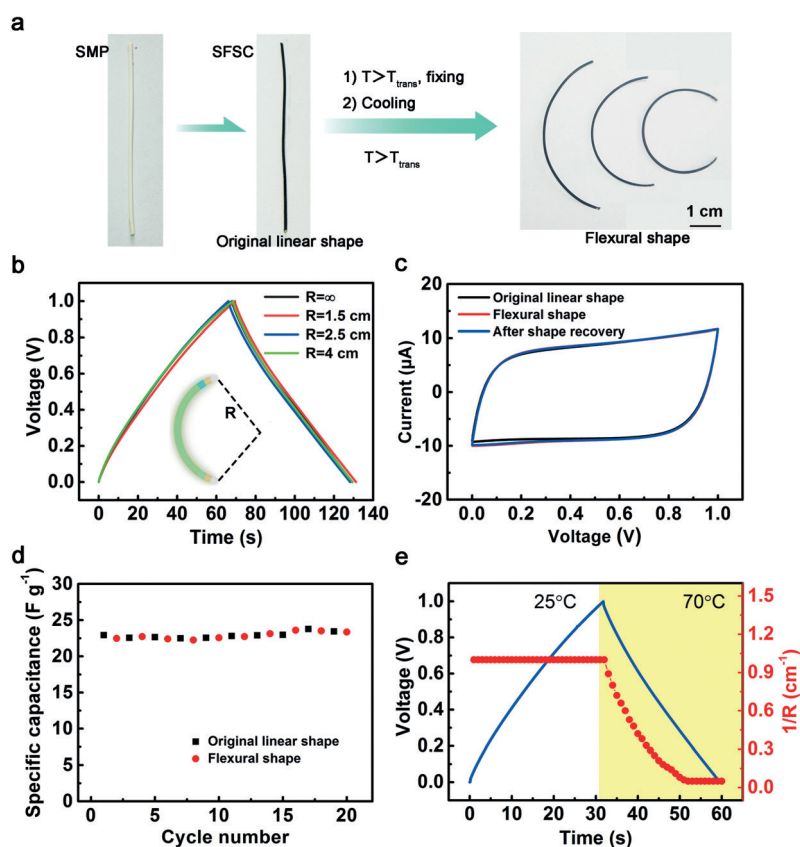 a
SMP
SFSC
1) T>Ttrans, fixing
2) Cooling
T>Ttrans
1 cm
Original linear shape
Flexural shape
b
1.0
0.8
0.6
0.4
0.2
0.0
Voltage (V)
R=∞
R=1.5 cm
R=2.5 cm
R=4 cm
R
0 20 40 60 80 100 120 140
Time (s)
c
20
10
0
-10
-20
Current (μA)
Original linear shape
Flexural shape
After shape recovery
0.0 0.2 0.4 0.6 0.8 1.0
Voltage (V)
d
30
25
20
15
10
5
0
Specific capacitance (F g⁻¹)
Original linear shape
Flexural shape
0 5 10 15 20
Cycle number
e
1.0
0.8
0.6
0.4
0.2
0.0
Voltage (V)
25°C
70°C
1.5
1.2
0.9
0.6
0.3
0.0
1/R (cm⁻¹)
0 10 20 30 40 50 60
Time (s)